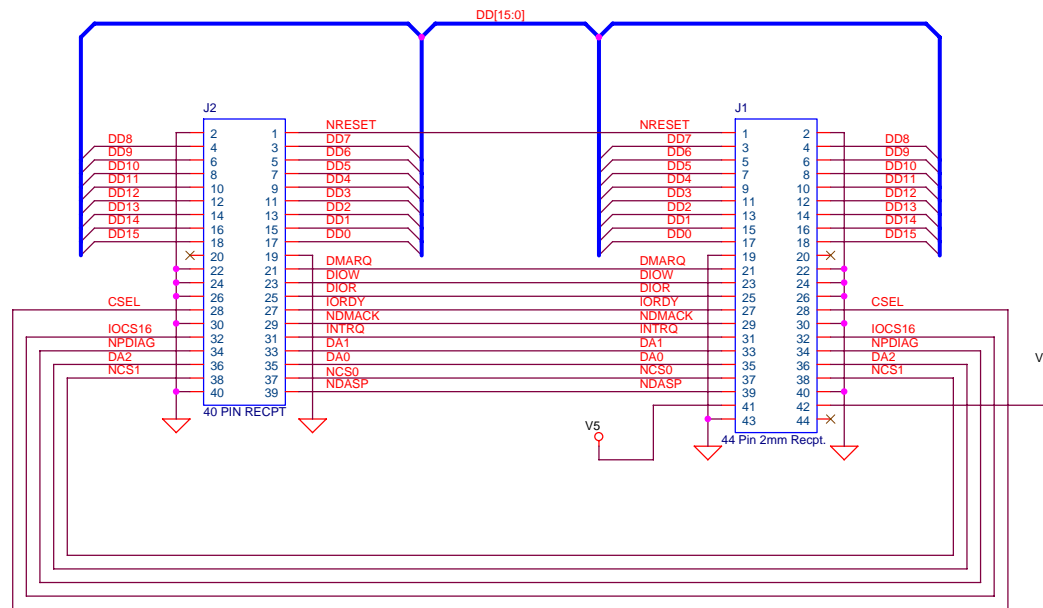 DD[15:0]
J2 J1
2 1 NRESET NRESET 1 2
DD8 4 3 DD7 DD7 3 4 DD8
DD9 6 5 DD6 DD6 5 6 DD9
DD10 8 7 DD5 DD5 7 8 DD10
DD11 10 9 DD4 DD4 9 10 DD11
DD12 12 11 DD3 DD3 11 12 DD12
DD13 14 13 DD2 DD2 13 14 DD13
DD14 16 15 DD1 DD1 15 16 DD14
DD15 18 17 DD0 DD0 17 18 DD15
20 19 19 20
22 21 DMARQ DMARQ 21 22
24 23 DIOW DIOW 23 24
26 25 DIOR DIOR 25 26
CSEL 28 27 IORDY IORDY 27 28 CSEL
30 29 NDMACK NDMACK 29 30
IOCS16 32 31 INTRQ INTRQ 31 32 IOCS16
NPDIAG 34 33 DA1 DA1 33 34 NPDIAG
DA2 36 35 DA0 DA0 35 36 DA2
NCS1 38 37 NCS0 NCS0 37 38 NCS1
40 39 NDASP NDASP 39 40
41 42
43 44
40 PIN RECPT
V5
44 Pin 2mm Recpt.